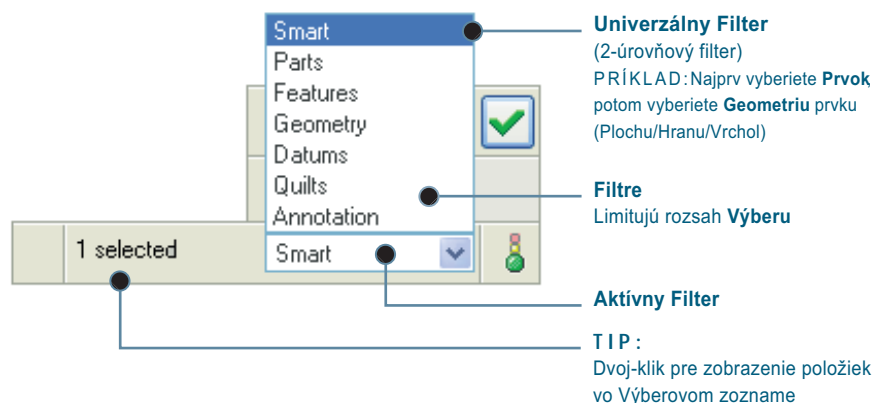 Smart
Parts
Features
Geometry
Datums
Quilts
Annotation
1 selected
Smart
Univerzálny Filter
(2-úrovňový filter)
PRÍKLAD:Najprv vyberiete Prvok,
potom vyberiete Geometriu prvku
(Plochu/Hranu/Vrchol)
Filtre
Limitujú rozsah Výberu
Aktívny Filter
TIP:
Dvoj-klik pre zobrazenie položiek
vo Výberovom zozname